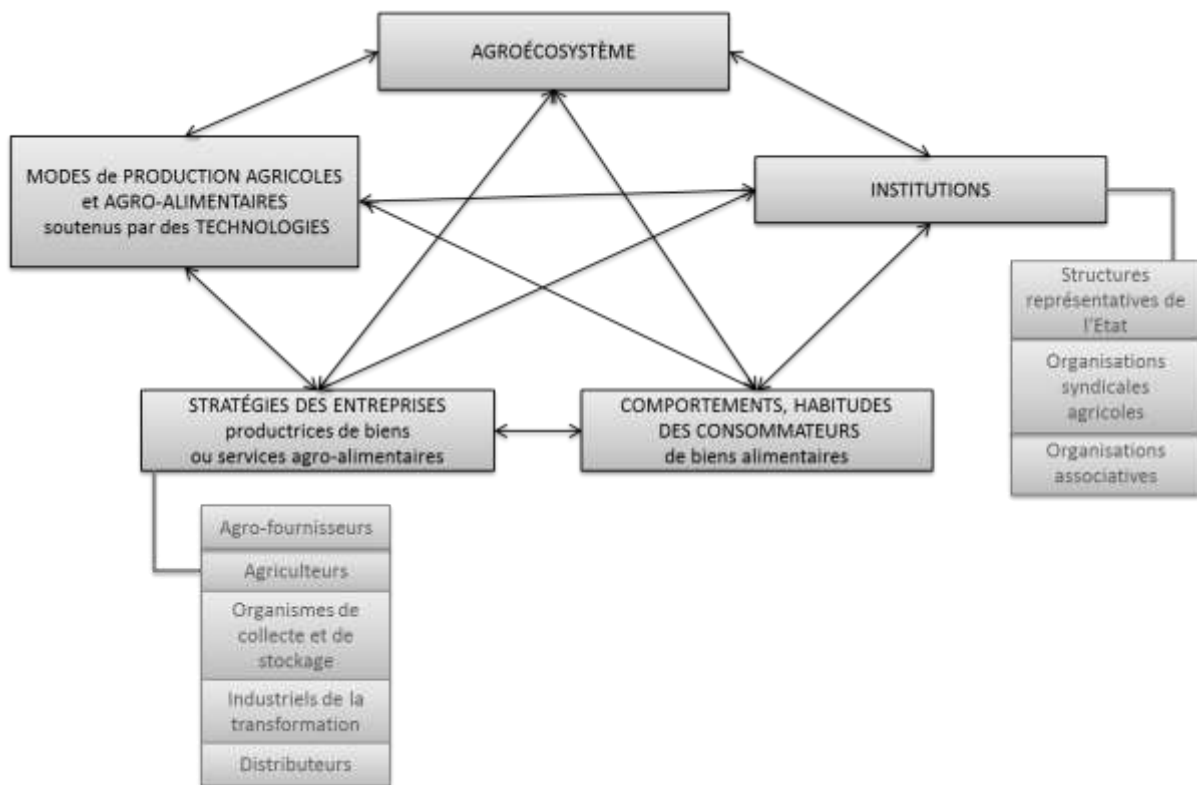 AGROÉCOSYSTÈME
MODES de PRODUCTION AGRICOLES
et AGRO-ALIMENTAIRES
soutenus par des TECHNOLOGIES
INSTITUTIONS
Structures
représentatives de
l'Etat
Organisations
syndicales
agricoles
Organisations
associatives
STRATÉGIES DES ENTREPRISES
productrices de biens
ou services agro-alimentaires
COMPORTEMENTS, HABITUDES
DES CONSOMMATEURS
de biens alimentaires
Agro-fournisseurs
Agriculteurs
Organismes de
collecte et de
stockage
Industriels de la
transformation
Distributeurs